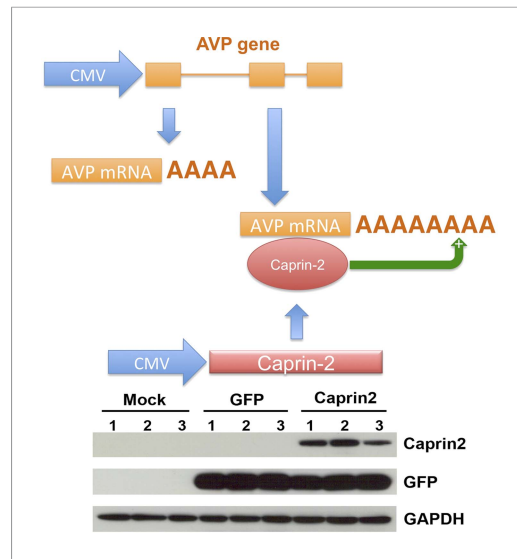 AVP gene
CMV
AVP mRNA AAAA
AVP mRNA AAAAAAAA
+
Caprin-2
CMV Caprin-2
Mock GFP Caprin2
1 2 3 1 2 3 1 2 3
Caprin2
GFP
GAPDH